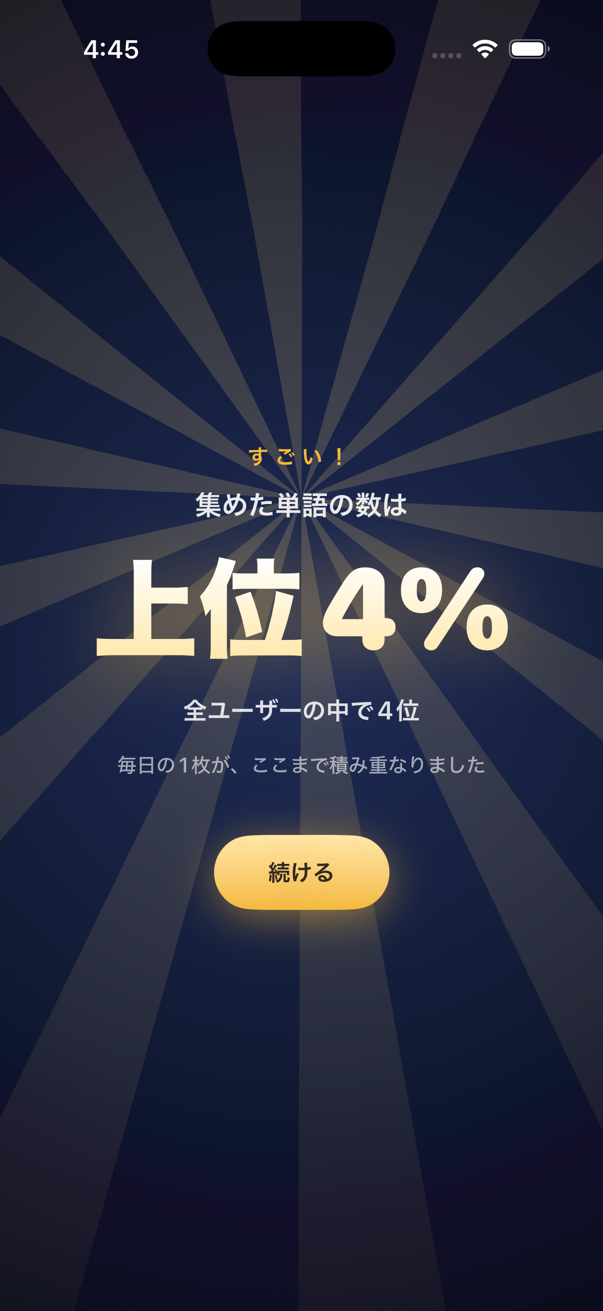 4:45
すごい！
集めた単語の数は
上位4%
全ユーザーの中で4位
毎日の1枚が、ここまで積み重なりました
続ける